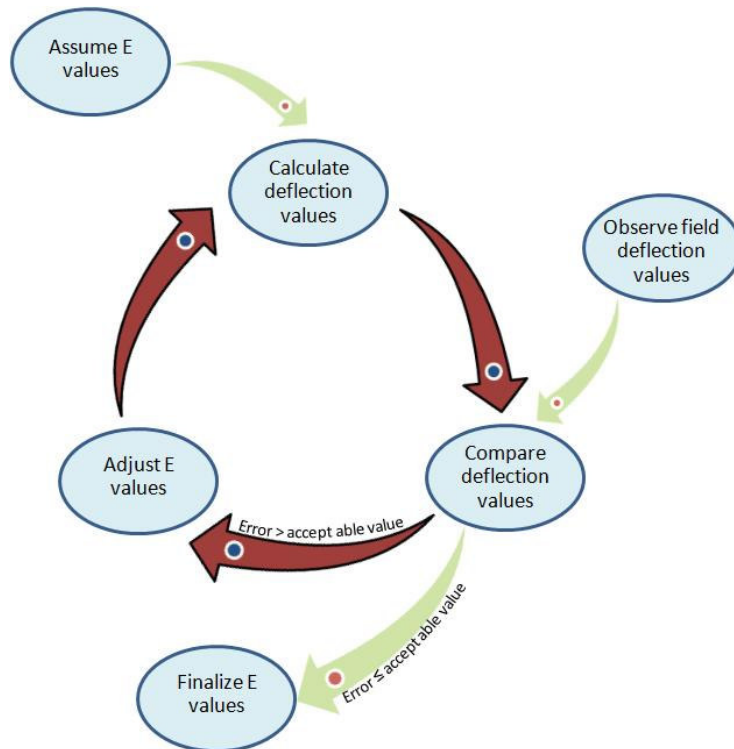 Assume E
values
Calculate
deflection
values
Observe field
deflection
values
Compare
deflection
values
Adjust E
values
Error > accept able value
Error ≤ accept able value
Finalize E
values